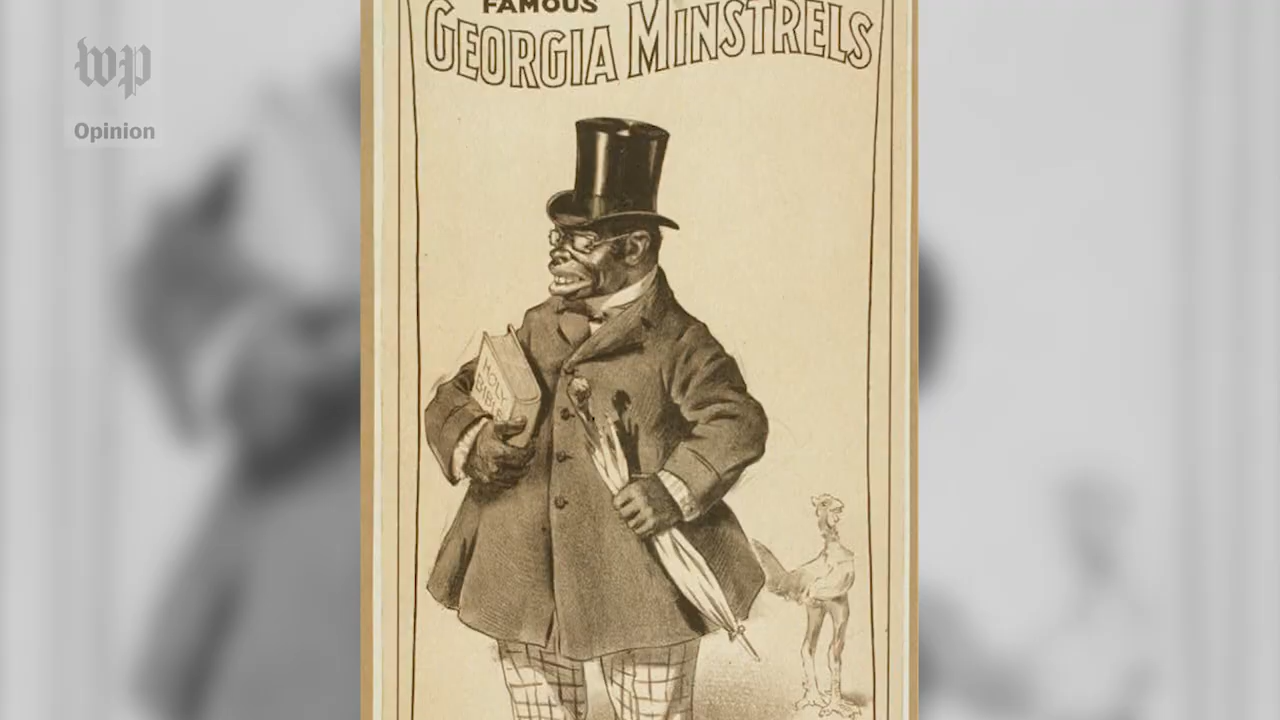 wp
Opinion
FAMOUS
GEORGIA MINSTRELS
HOLY
BIBLE